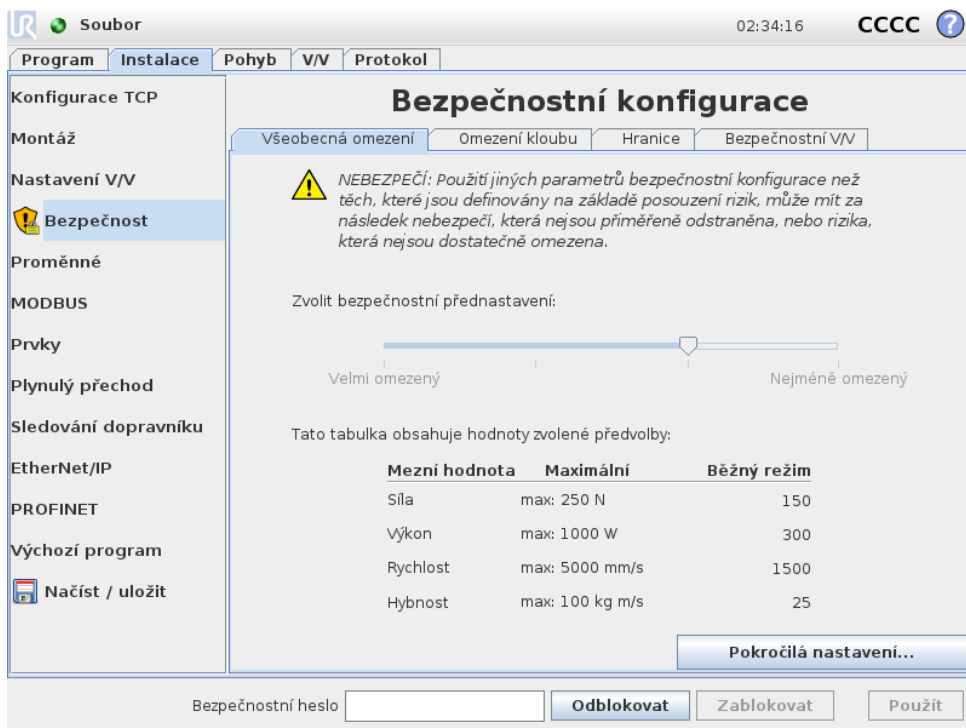 UR Soubor 02:34:16 CCCC ?
Program Instalace Pohyb V/V Protokol
Konfigurace TCP
Montáž
Nastavení V/V
Bezpečnost
Proměnné
MODBUS
Prvky
Plynulý přechod
Sledování dopravníku
EtherNet/IP
PROFINET
Výchozí program
Načíst / uložit
Bezpečnostní konfigurace
Všeobecná omezení Omezení kloubu Hranice Bezpečnostní V/V
NEBEZPEČÍ: Použití jiných parametrů bezpečnostní konfigurace než
těch, které jsou definovány na základě posouzení rizik, může mít za
následek nebezpečí, která nejsou přiměřeně odstraněna, nebo rizika,
která nejsou dostatečně omezena.
Zvolit bezpečnostní přednastavení:
Velmi omezený Nejméně omezený
Tato tabulka obsahuje hodnoty zvolené předvolby:
Mezní hodnota Maximální Běžný režim
Síla max: 250 N 150
Výkon max: 1000 W 300
Rychlost max: 5000 mm/s 1500
Hybnost max: 100 kg m/s 25
Pokročilá nastavení...
Bezpečnostní heslo Odblokovat Zablokovat Použít